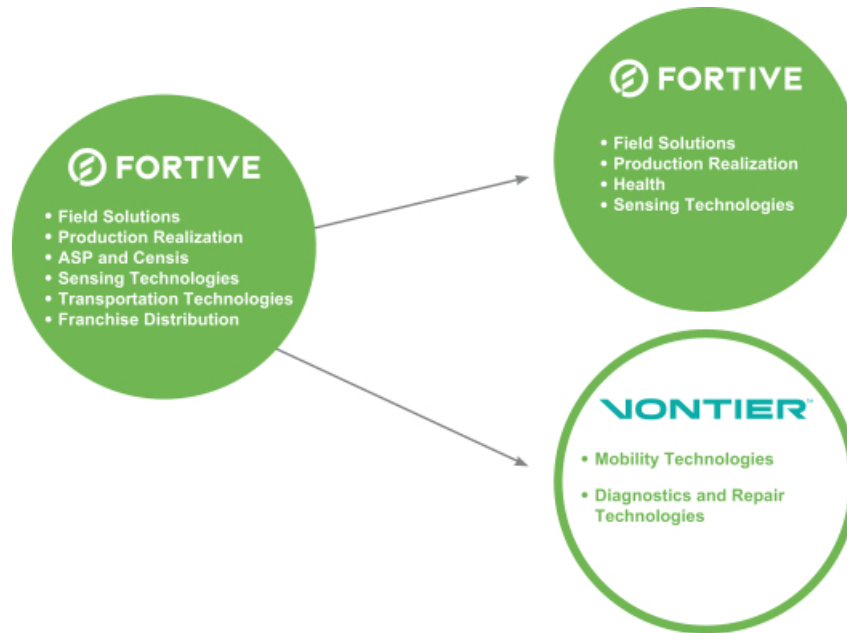 FORTIVE
• Field Solutions
• Production Realization
• ASP and Censis
• Sensing Technologies
• Transportation Technologies
• Franchise Distribution
FORTIVE
• Field Solutions
• Production Realization
• Health
• Sensing Technologies
VONTIER™
• Mobility Technologies
• Diagnostics and Repair
Technologies